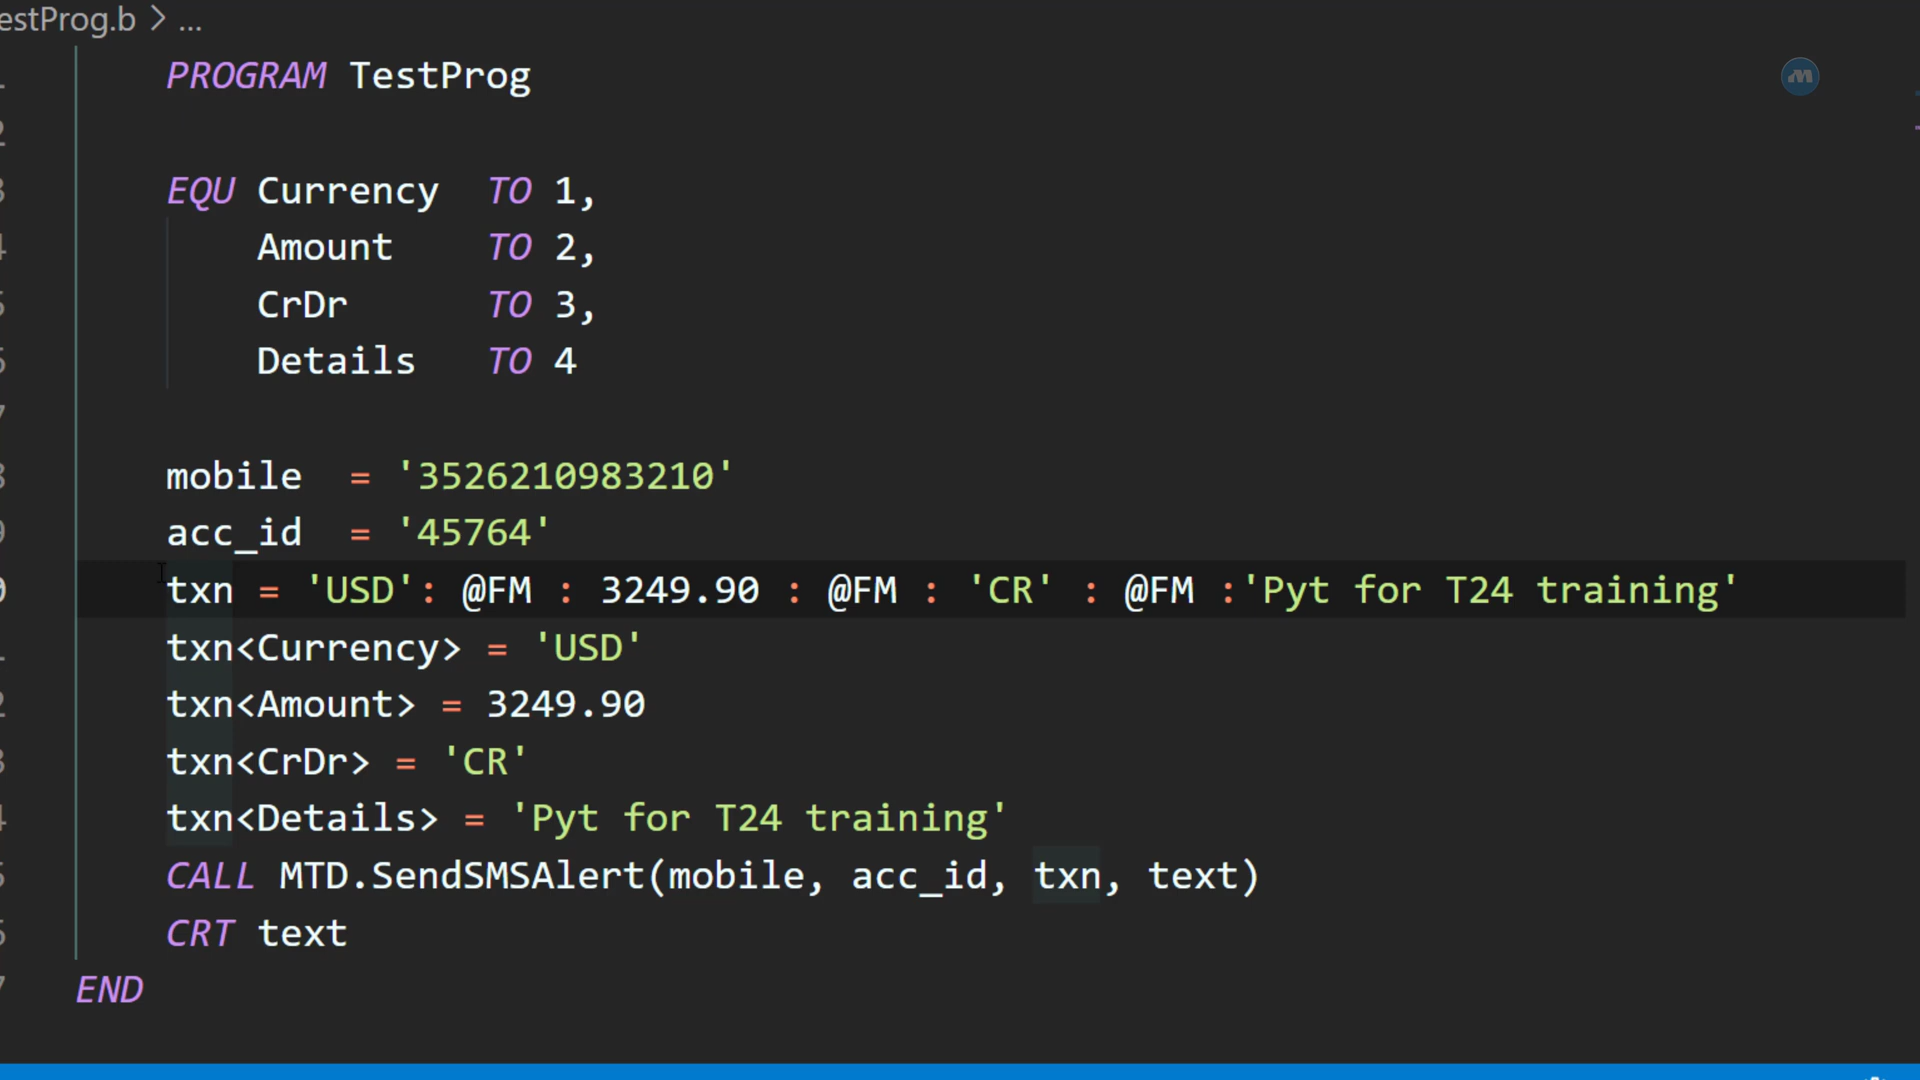 estProg.b > ...
PROGRAM TestProg
2
EQU Currency TO 1,
Amount TO 2,
CrDr TO 3,
Details TO 4
mobile = '3526210983210'
acc_id = '45764'
txn = 'USD': @FM : 3249.90 : @FM : 'CR' : @FM :'Pyt for T24 training'
txn<Currency> = 'USD'
txn<Amount> = 3249.90
txn<CrDr> = 'CR'
txn<Details> = 'Pyt for T24 training'
CALL MTD.SendSMSAlert(mobile, acc_id, txn, text)
CRT text
END